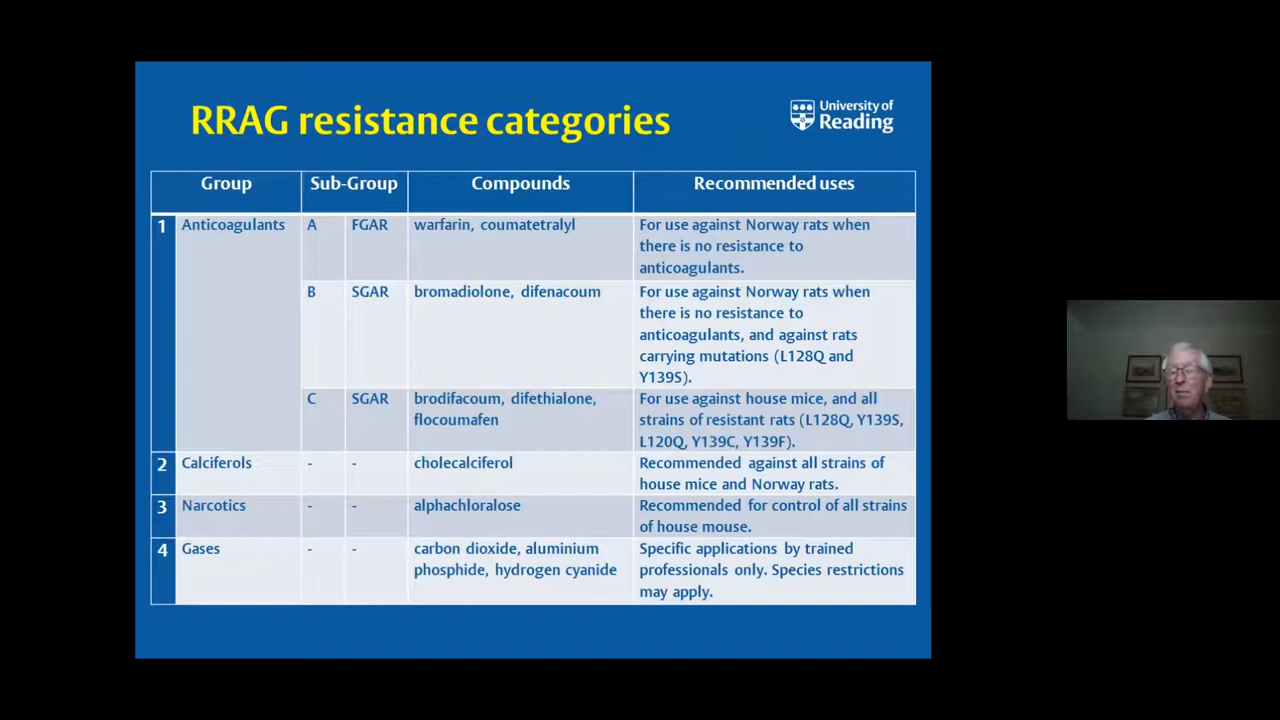 RRAG resistance categories
University of
Reading
Group Sub-Group Compounds Recommended uses
1 Anticoagulants A FGAR warfarin, coumatetralyl For use against Norway rats when
there is no resistance to
anticoagulants.
B SGAR bromadiolone, difenacoum For use against Norway rats when
there is no resistance to
anticoagulants, and against rats
carrying mutations (L128Q and
Y139S).
C SGAR brodifacoum, difethialone, For use against house mice, and all
flocoumafen strains of resistant rats (L128Q, Y139S,
L120Q, Y139C, Y139F).
2 Calciferols - - cholecalciferol Recommended against all strains of
house mice and Norway rats.
3 Narcotics - - alphachloralose Recommended for control of all strains
of house mouse.
4 Gases - - carbon dioxide, aluminium Specific applications by trained
phosphide, hydrogen cyanide professionals only. Species restrictions
may apply.